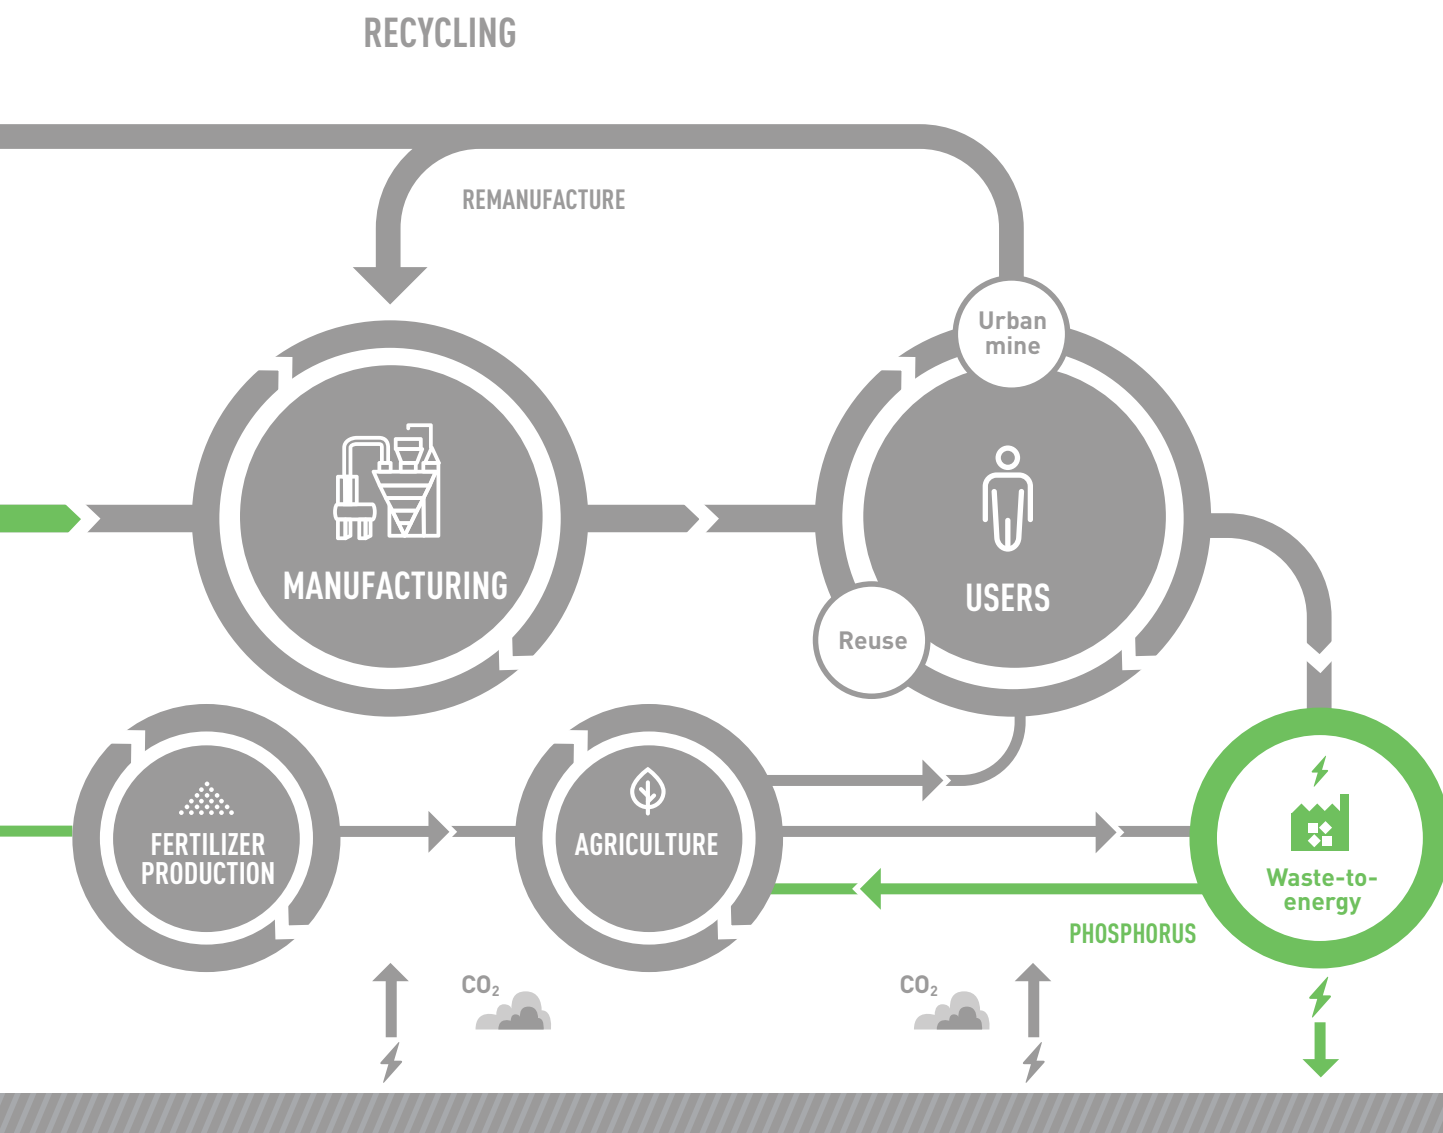 RECYCLING
REMANUFACTURE
Urban
mine
MANUFACTURING
USERS
Reuse
FERTILIZER
PRODUCTION
AGRICULTURE
Waste-to-
energy
PHOSPHORUS
CO₂
CO₂